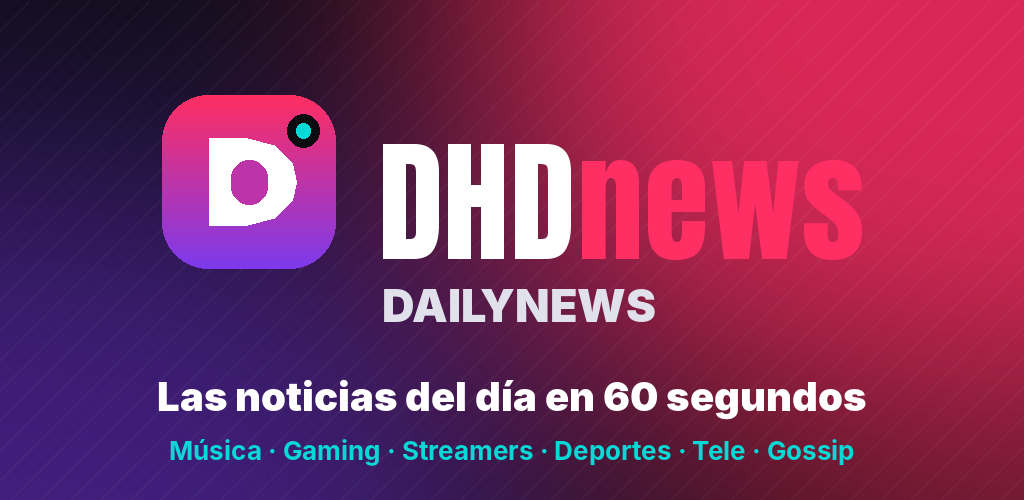 D
DHDnews
DAILYNEWS
Las noticias del día en 60 segundos
Música · Gaming · Streamers · Deportes · Tele · Gossip